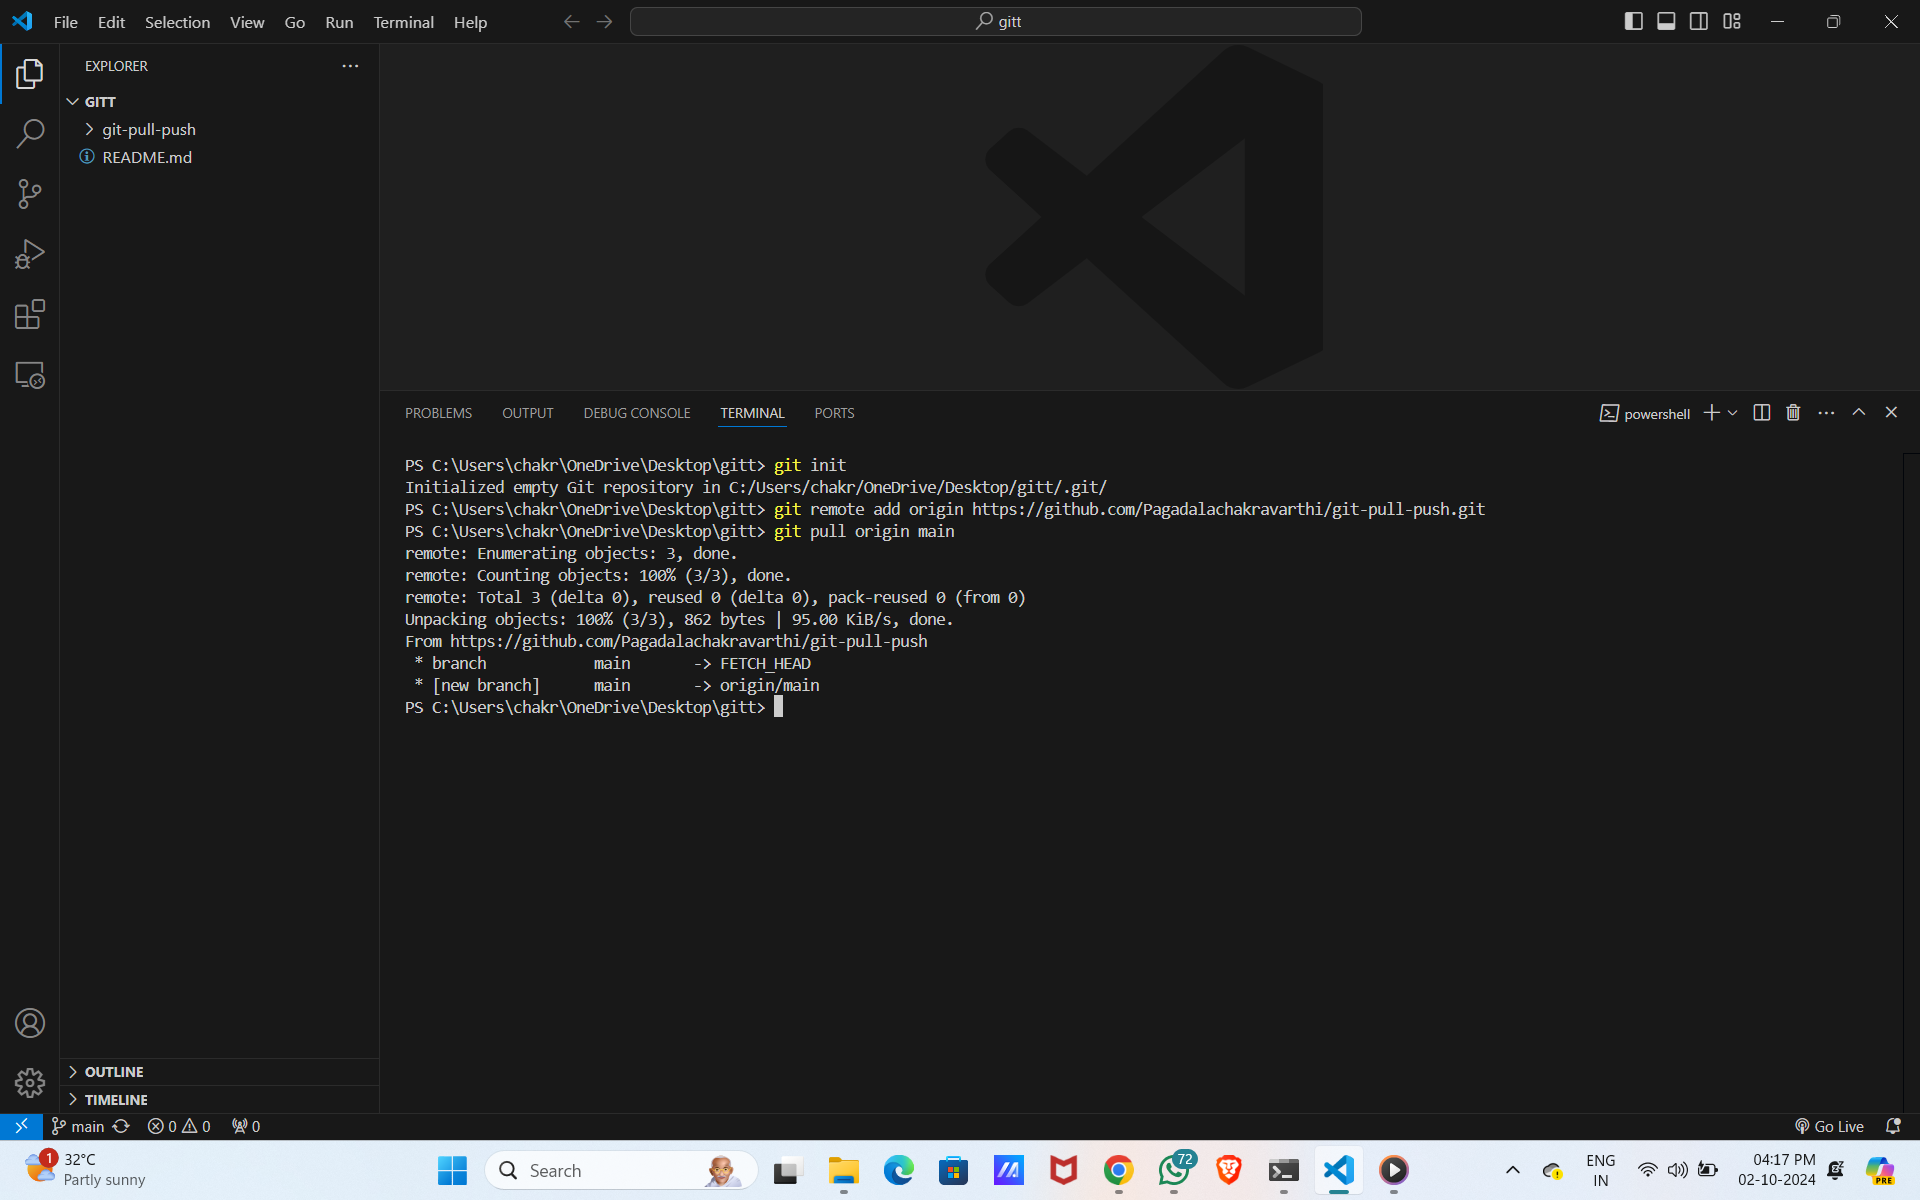 File Edit Selection View Go Run Terminal Help
gitt
EXPLORER
GITT
git-pull-push
README.md
OUTLINE
TIMELINE
PROBLEMS OUTPUT DEBUG CONSOLE TERMINAL PORTS
powershell
PS C:\Users\chakr\OneDrive\Desktop\gitt> git init
Initialized empty Git repository in C:/Users/chakr/OneDrive/Desktop/gitt/.git/
PS C:\Users\chakr\OneDrive\Desktop\gitt> git remote add origin https://github.com/Pagadalachakravarthi/git-pull-push.git
PS C:\Users\chakr\OneDrive\Desktop\gitt> git pull origin main
remote: Enumerating objects: 3, done.
remote: Counting objects: 100% (3/3), done.
remote: Total 3 (delta 0), reused 0 (delta 0), pack-reused 0 (from 0)
Unpacking objects: 100% (3/3), 862 bytes | 95.00 KiB/s, done.
From https://github.com/Pagadalachakravarthi/git-pull-push
* branch            main       -> FETCH_HEAD
* [new branch]      main       -> origin/main
PS C:\Users\chakr\OneDrive\Desktop\gitt>
main 0 0 0
Go Live
1
32°C
Partly sunny
Search
72
ENG
IN
04:17 PM
02-10-2024
PRE